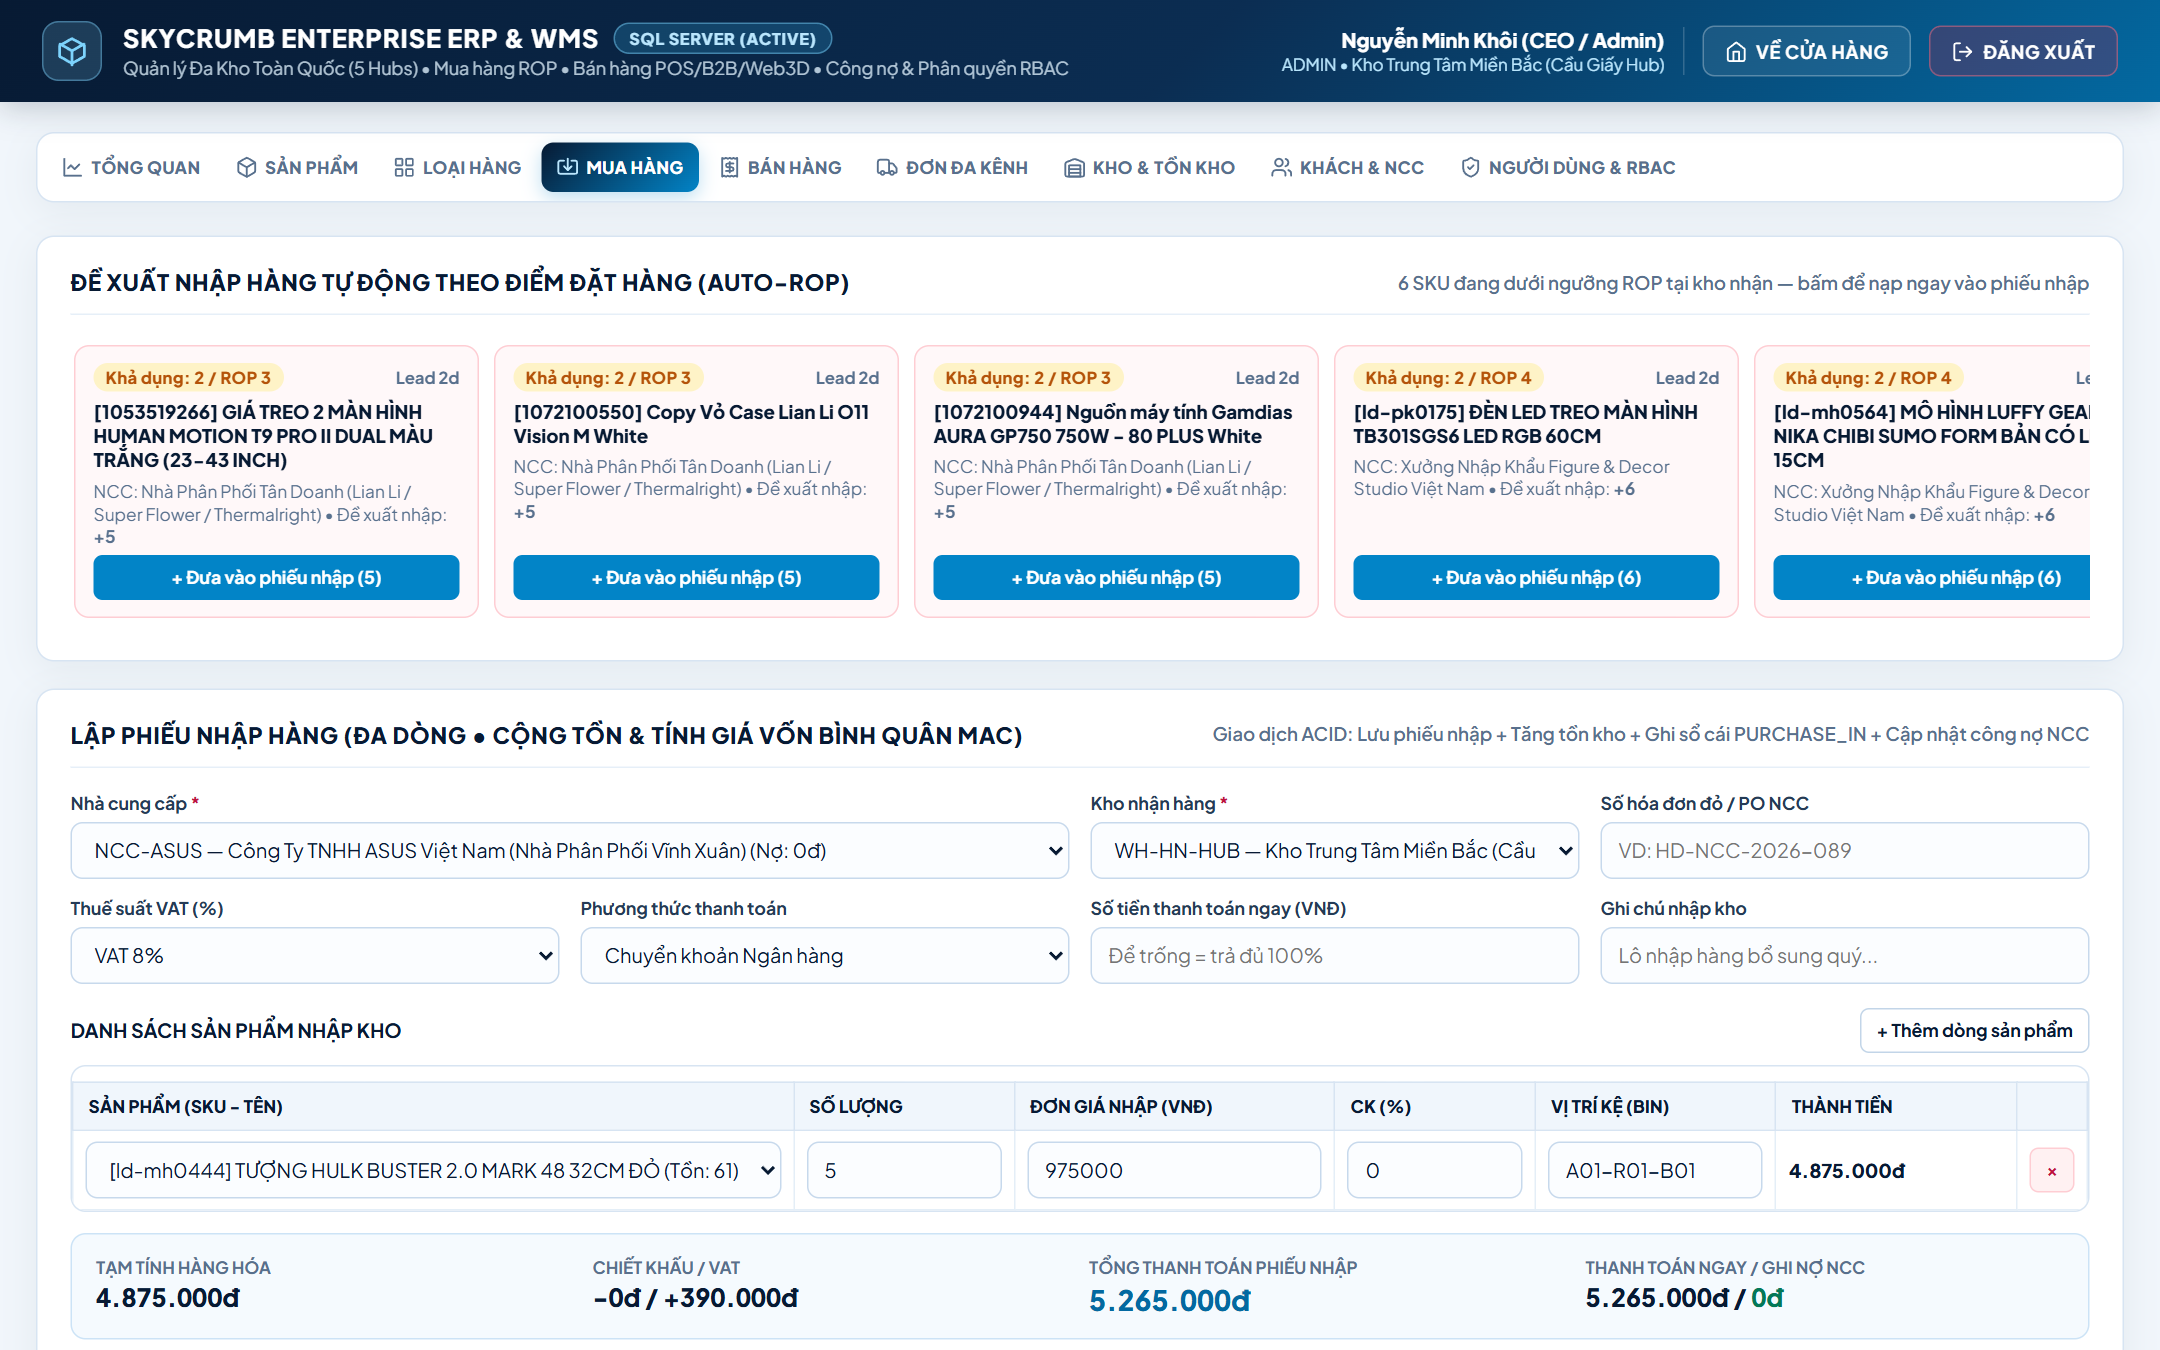 SKYCRUMB ENTERPRISE ERP & WMS SQL SERVER (ACTIVE)
Quản lý Đa Kho Toàn Quốc (5 Hubs) • Mua hàng ROP • Bán hàng POS/B2B/Web3D • Công nợ & Phân quyền RBAC
Nguyễn Minh Khôi (CEO / Admin)
ADMIN • Kho Trung Tâm Miền Bắc (Cầu Giấy Hub)
VỀ CỬA HÀNG
ĐĂNG XUẤT
TỔNG QUAN
SẢN PHẨM
LOẠI HÀNG
MUA HÀNG
BÁN HÀNG
ĐƠN ĐA KÊNH
KHO & TỒN KHO
KHÁCH & NCC
NGƯỜI DÙNG & RBAC
ĐỀ XUẤT NHẬP HÀNG TỰ ĐỘNG THEO ĐIỂM ĐẶT HÀNG (AUTO-ROP)
6 SKU đang dưới ngưỡng ROP tại kho nhận — bấm để nạp ngay vào phiếu nhập
Khả dụng: 2 / ROP 3
Lead 2d
[1053519266] GIÁ TREO 2 MÀN HÌNH
HUMAN MOTION T9 PRO II DUAL MÀU
TRẮNG (23-43 INCH)
NCC: Nhà Phân Phối Tân Doanh (Lian Li /
Super Flower / Thermalright) • Đề xuất nhập:
+5
+ Đưa vào phiếu nhập (5)
Khả dụng: 2 / ROP 3
Lead 2d
[1072100550] Copy Vỏ Case Lian Li O11
Vision M White
NCC: Nhà Phân Phối Tân Doanh (Lian Li /
Super Flower / Thermalright) • Đề xuất nhập:
+5
+ Đưa vào phiếu nhập (5)
Khả dụng: 2 / ROP 3
Lead 2d
[1072100944] Nguồn máy tính Gamdias
AURA GP750 750W - 80 PLUS White
NCC: Nhà Phân Phối Tân Doanh (Lian Li /
Super Flower / Thermalright) • Đề xuất nhập:
+5
+ Đưa vào phiếu nhập (5)
Khả dụng: 2 / ROP 4
Lead 2d
[ld-pk0175] ĐÈN LED TREO MÀN HÌNH
TB301SGS6 LED RGB 60CM
NCC: Xưởng Nhập Khẩu Figure & Decor
Studio Việt Nam • Đề xuất nhập: +6
+ Đưa vào phiếu nhập (6)
Khả dụng: 2 / ROP 4
[ld-mh0564] MÔ HÌNH LUFFY
NIKA CHIBI SUMO FORM BẢN CÓ
15CM
NCC: Xưởng Nhập Khẩu Figure & Decor
Studio Việt Nam • Đề xuất nhập: +6
+ Đưa vào phiếu nhập (6)
LẬP PHIẾU NHẬP HÀNG (ĐA DÒNG • CỘNG TỒN & TÍNH GIÁ VỐN BÌNH QUÂN MAC)
Giao dịch ACID: Lưu phiếu nhập + Tăng tồn kho + Ghi sổ cái PURCHASE_IN + Cập nhật công nợ NCC
Nhà cung cấp *
NCC-ASUS — Công Ty TNHH ASUS Việt Nam (Nhà Phân Phối Vĩnh Xuân) (Nợ: 0đ)
Kho nhận hàng *
WH-HN-HUB — Kho Trung Tâm Miền Bắc (Cầu
Số hóa đơn đỏ / PO NCC
VD: HD-NCC-2026-089
Thuế suất VAT (%)
VAT 8%
Phương thức thanh toán
Chuyển khoản Ngân hàng
Số tiền thanh toán ngay (VNĐ)
Để trống = trả đủ 100%
Ghi chú nhập kho
Lô nhập hàng bổ sung quý...
DANH SÁCH SẢN PHẨM NHẬP KHO
+ Thêm dòng sản phẩm
SẢN PHẨM (SKU - TÊN) SỐ LƯỢNG ĐƠN GIÁ NHẬP (VNĐ) CK (%) VỊ TRÍ KỆ (BIN) THÀNH TIỀN
[ld-mh0444] TƯỢNG HULK BUSTER 2.0 MARK 48 32CM ĐỎ (Tồn: 61) 5 975000 0 A01-R01-B01 4.875.000đ ×
TẠM TÍNH HÀNG HÓA
4.875.000đ
CHIẾT KHẤU / VAT
-0đ / +390.000đ
TỔNG THANH TOÁN PHIẾU NHẬP
5.265.000đ
THANH TOÁN NGAY / GHI NỢ NCC
5.265.000đ / 0đ